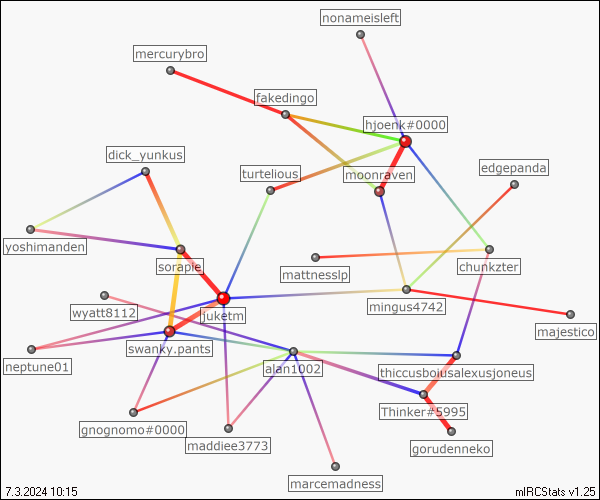 nonameisleft
mercurybro
fakedingo
hjoenk#0000
dick_yunkus
turtelious
moonraven
edgepanda
yoshimanden
sorapie
mattnesslp
chunkzter
wyatt8112
juketm
mingus4742
majestico
neptune01
swanky.pants
alan1002
thiccusboiusalexusjoneus
Thinker#5995
gnognomo#0000
maddiee3773
gorudenneko
marcemadness
7.3.2024 10:15
mIRCStats v1.25